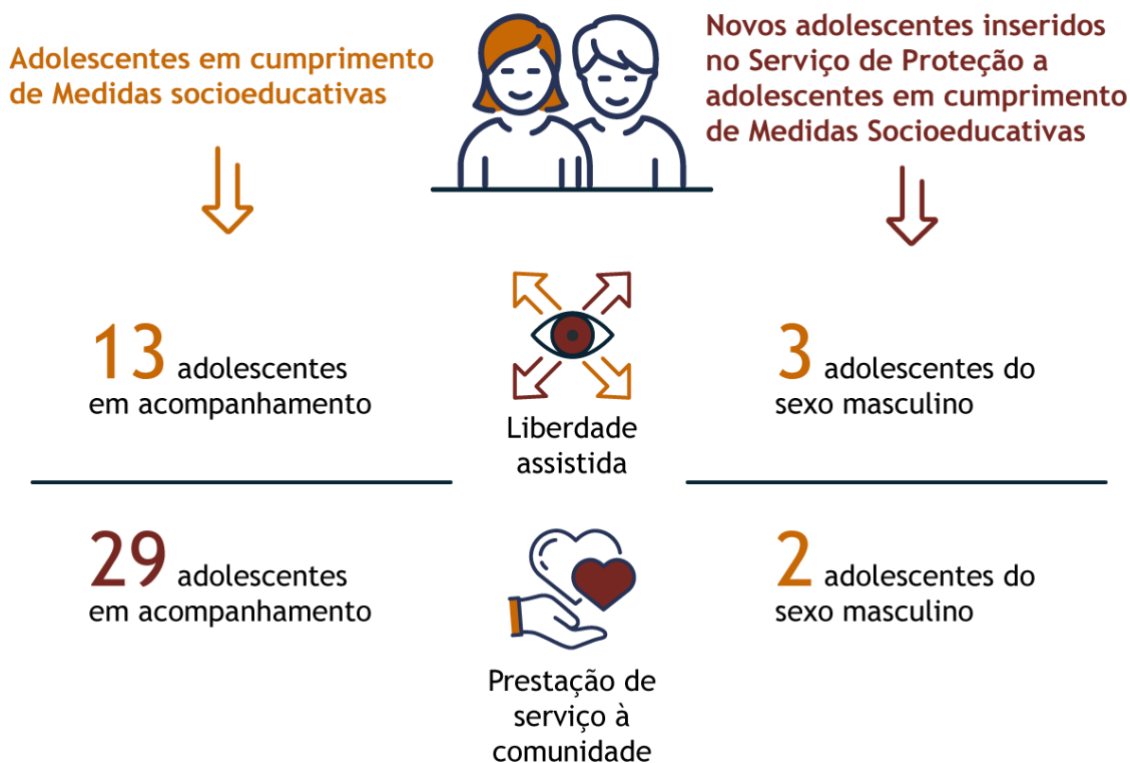 Adolescentes em cumprimento
de Medidas socioeducativas
Novos adolescentes inseridos
no Serviço de Proteção a
adolescentes em cumprimento
de Medidas Socioeducativas
13 adolescentes
em acompanhamento
Liberdade
assistida
3 adolescentes do
sexo masculino
29 adolescentes
em acompanhamento
Prestação de
serviço à
comunidade
2 adolescentes do
sexo masculino